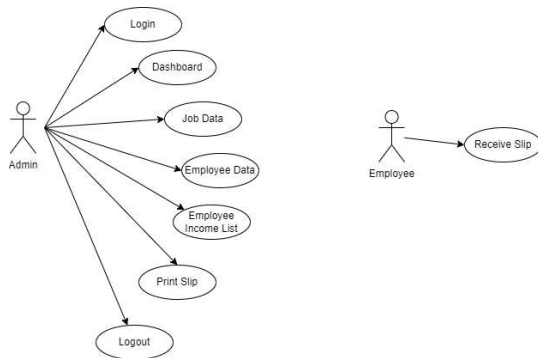 Login
Dashboard
Job Data
Admin
Employee Data
Employee
Income List
Print Slip
Logout
Employee
Receive Slip